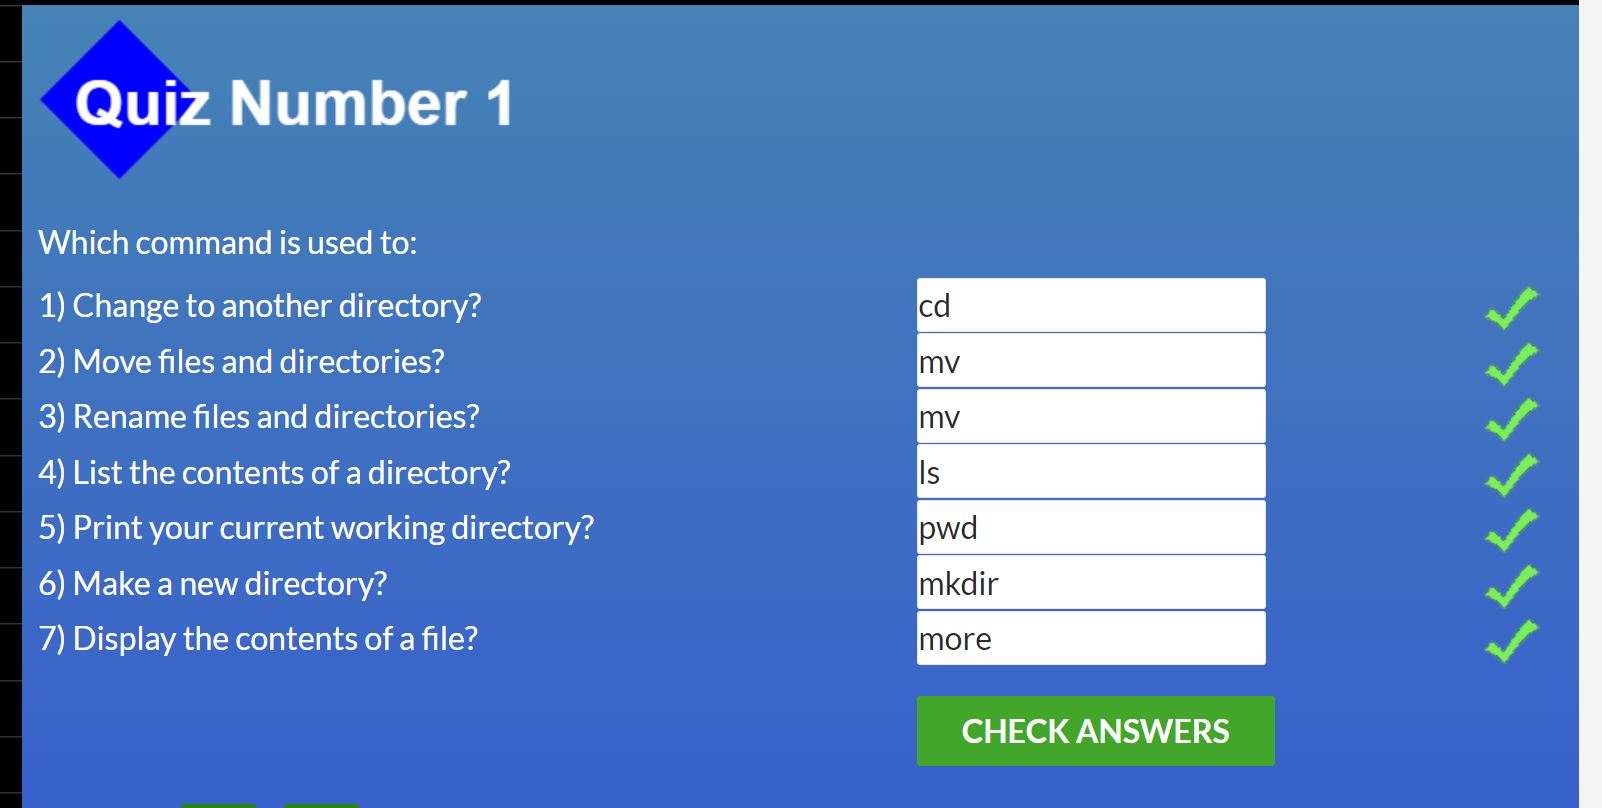 Quiz Number 1
Which command is used to:
1) Change to another directory? cd
2) Move files and directories? mv
3) Rename files and directories? mv
4) List the contents of a directory? ls
5) Print your current working directory? pwd
6) Make a new directory? mkdir
7) Display the contents of a file? more
CHECK ANSWERS